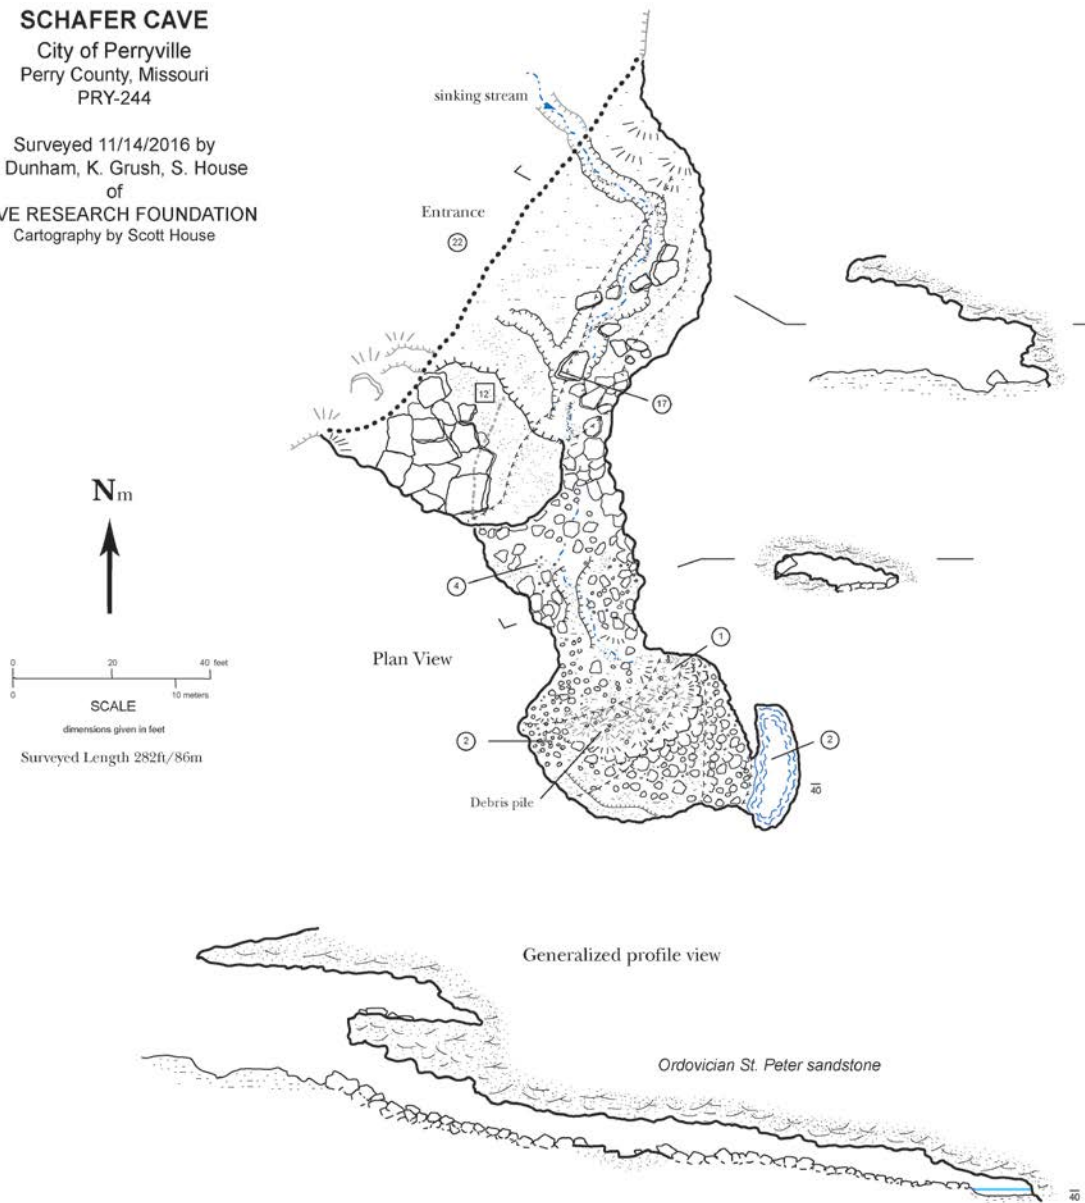 SCHAFER CAVE
City of Perryville
Perry County, Missouri
PRY-244
Surveyed 11/14/2016 by
Dunham, K. Grush, S. House
of
VE RESEARCH FOUNDATION
Cartography by Scott House
sinking stream
Entrance
22
12
17
4
N m
Plan View
1
0 20 40 feet
0 10 meters
SCALE
dimensions given in feet
Surveyed Length 282ft/86m
2
2
40
Debris pile
Generalized profile view
Ordovician St. Peter sandstone
40